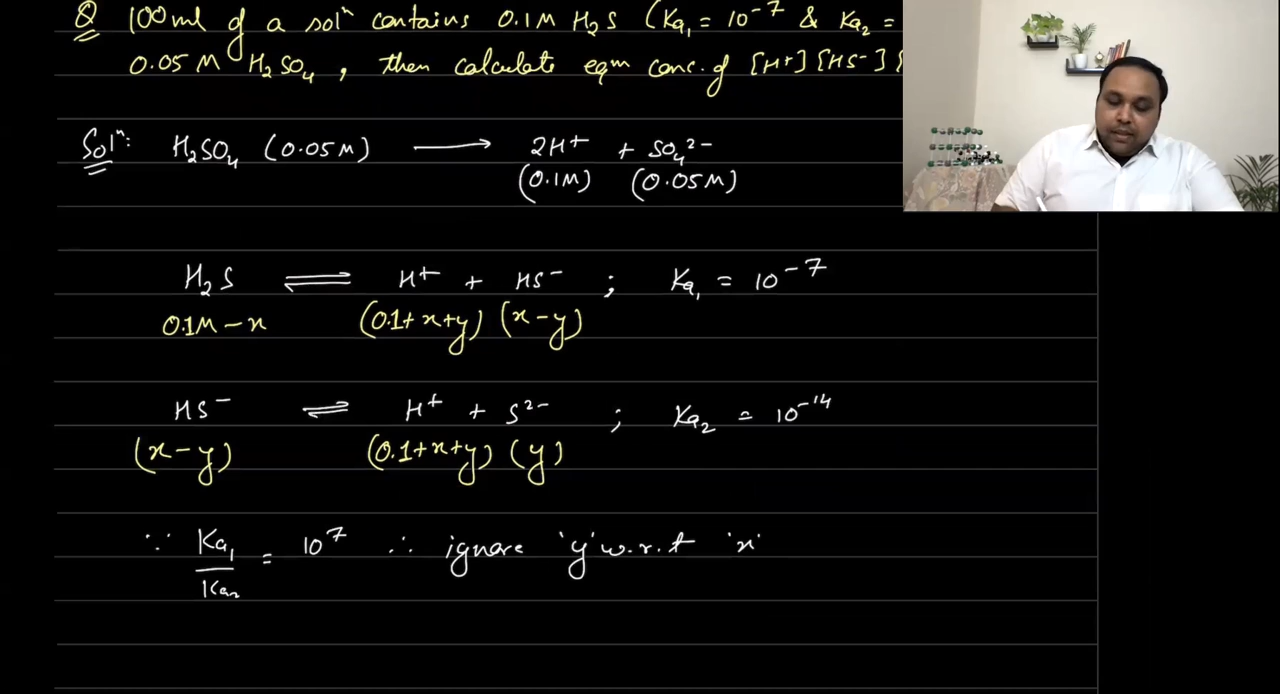 Q 100ml of a solⁿ contains 0.1M H₂S (Ka₁ = 10⁻⁷ & Ka₂ =
0.05M H₂SO₄, then calculate eqm conc. of [H⁺][HS⁻]
Solⁿ: H₂SO₄ (0.05M) ⟶ 2H⁺ + SO₄²⁻
(0.1M) (0.05M)
H₂S ⇌ H⁺ + HS⁻ ; Ka₁ = 10⁻⁷
0.1M-x (0.1+x+y) (x-y)
HS⁻ ⇌ H⁺ + S²⁻ ; Ka₂ = 10⁻¹⁴
(x-y) (0.1+x+y) (y)
∵ Ka₁/Ka₂ = 10⁷ ∴ ignore 'y' w.r.t 'x'